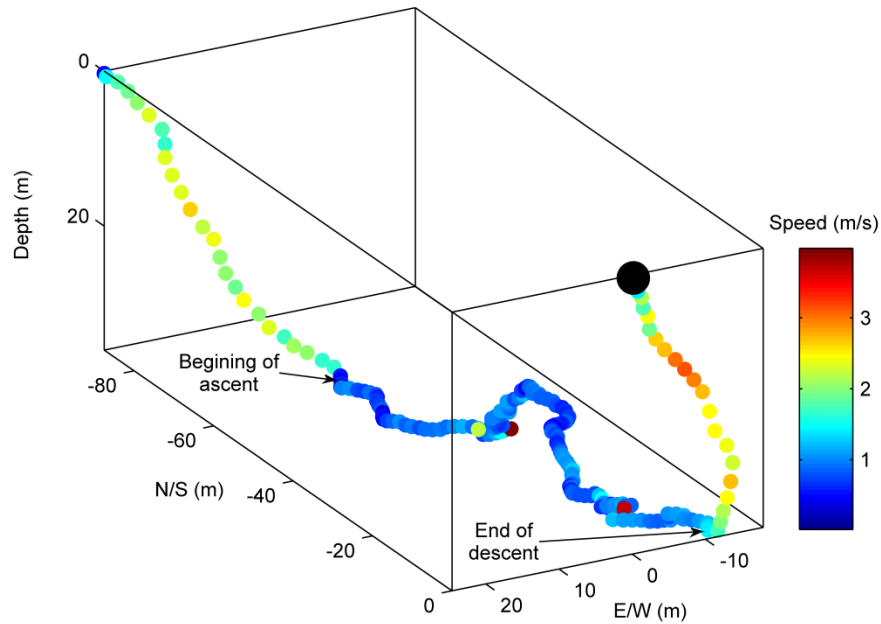 0
20
Depth (m)
Speed (m/s)
3
2
1
Begining of
ascent
-80
-60
-40
-20
0
N/S (m)
End of
descent
20
10
0
-10
E/W (m)